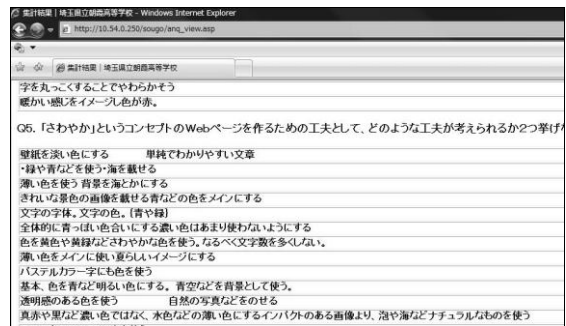 集計結果 | 埼玉県立朝霞高等学校 - Windows Internet Explorer
http://10.54.0.250/sougo/anq_view.asp
集計結果 | 埼玉県立朝霞高等学校
字を丸っこくすることでやわらかそう
暖かい感じをイメージし色が赤。
Q5. 「さわやか」というコンセプトのWebページを作るための工夫として、どのような工夫が考えられるか2つ挙げな
壁紙を淡い色にする 単純でわかりやすい文章
・緑や青などを使う・海を載せる
薄い色を使う 背景を海とかにする
きれいな景色の画像を載せる青などの色をメインにする
文字の字体。文字の色。(青や緑)
全体的に青っぽい色合いにする濃い色はあまり使わないようにする
色を黄色や黄緑などさわやかな色を使う。なるべく文字数を多くしない。
薄い色をメインに使い夏らしいイメージにする
パステルカラー字にも色を使う
基本、色を青など明るい色にする。 青空などを背景として使う。
透明感のある色を使う 自然の写真などをのせる
真赤や黒など濃い色ではなく、水色などの薄い色にするインパクトのある画像より、泡や海などナチュラルなものを使う